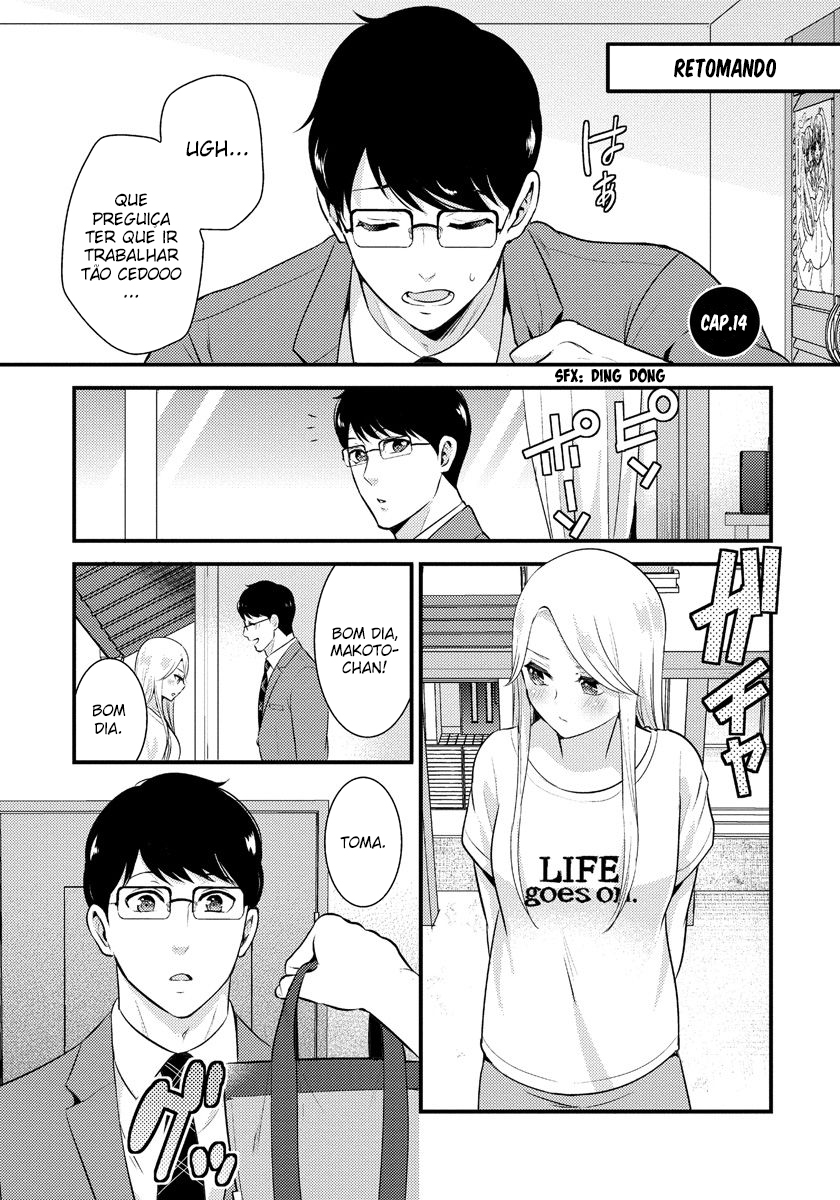 RETOMANDO
UGH...
QUE
PREGUIÇA
TER QUE IR
TRABALHAR
TÃO CEDOOO
...
はぁ
CAP.14
SFX: DING DONG
ピン
ポーン
ガチャ
BOM DIA,
MAKOTO-
CHAN!
BOM
DIA.
LIFE
goes on.
TOMA.
グッ